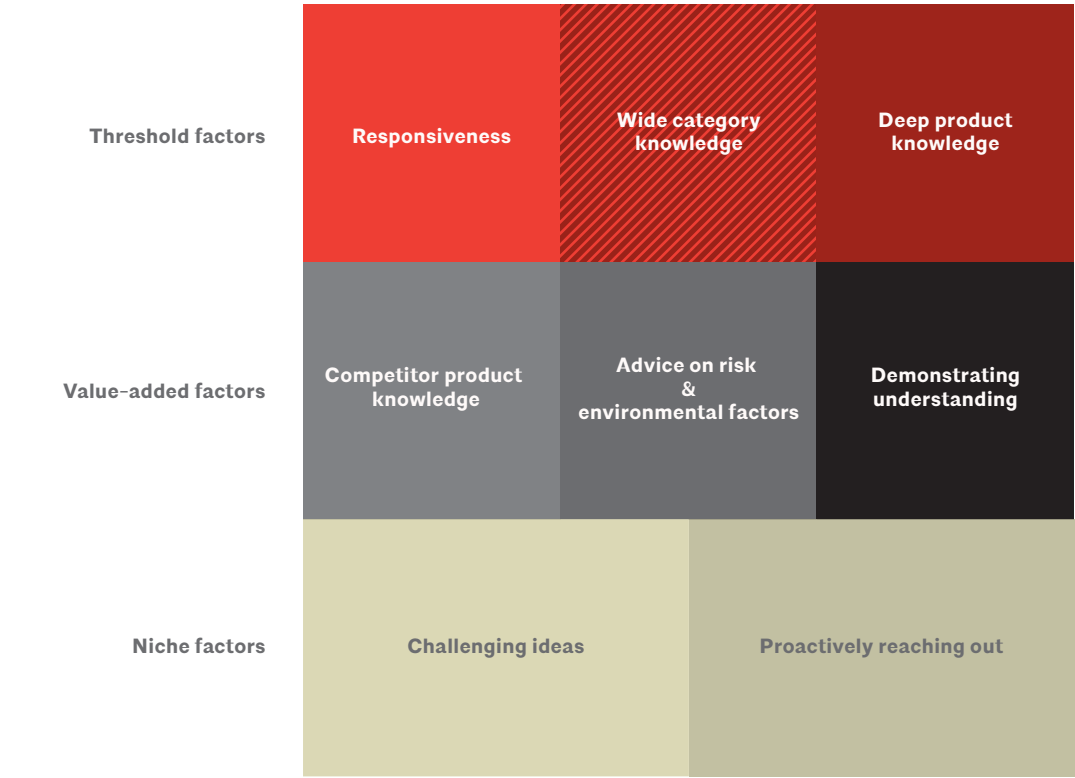 Threshold factors
Responsiveness
Wide category
knowledge
Deep product
knowledge
Value-added factors
Competitor product
knowledge
Advice on risk
&
environmental factors
Demonstrating
understanding
Niche factors
Challenging ideas
Proactively reaching out